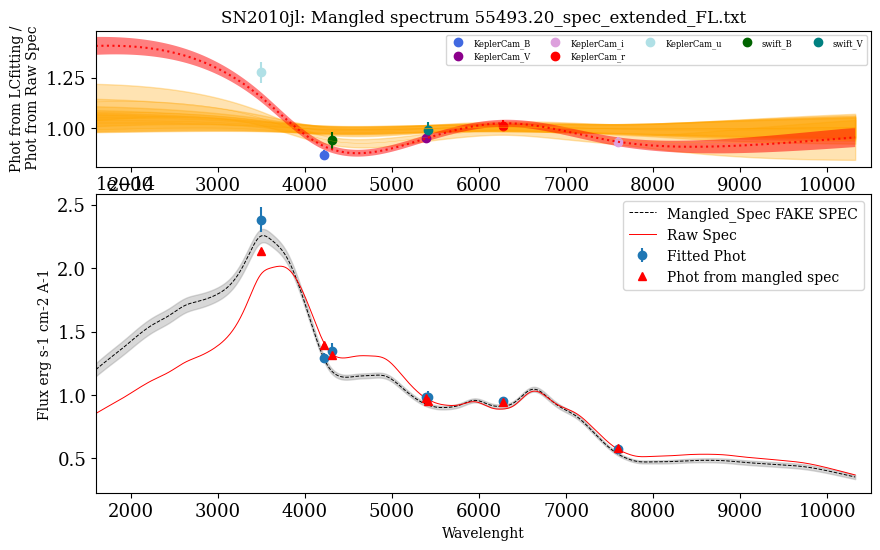 SN2010jl: Mangled spectrum 55493.20_spec_extended_FL.txt
Phot from LCfitting /
Phot from Raw Spec
1.25
1.00
KeplerCam_B KeplerCam_i KeplerCam_u swift_B swift_V
KeplerCam_V KeplerCam_r
2000 3000 4000 5000 6000 7000 8000 9000 10000
Flux erg s-1 cm-2 A-1
2.5
2.0
1.5
1.0
0.5
Mangled_Spec FAKE SPEC
Raw Spec
Fitted Phot
Phot from mangled spec
2000 3000 4000 5000 6000 7000 8000 9000 10000
Wavelenght